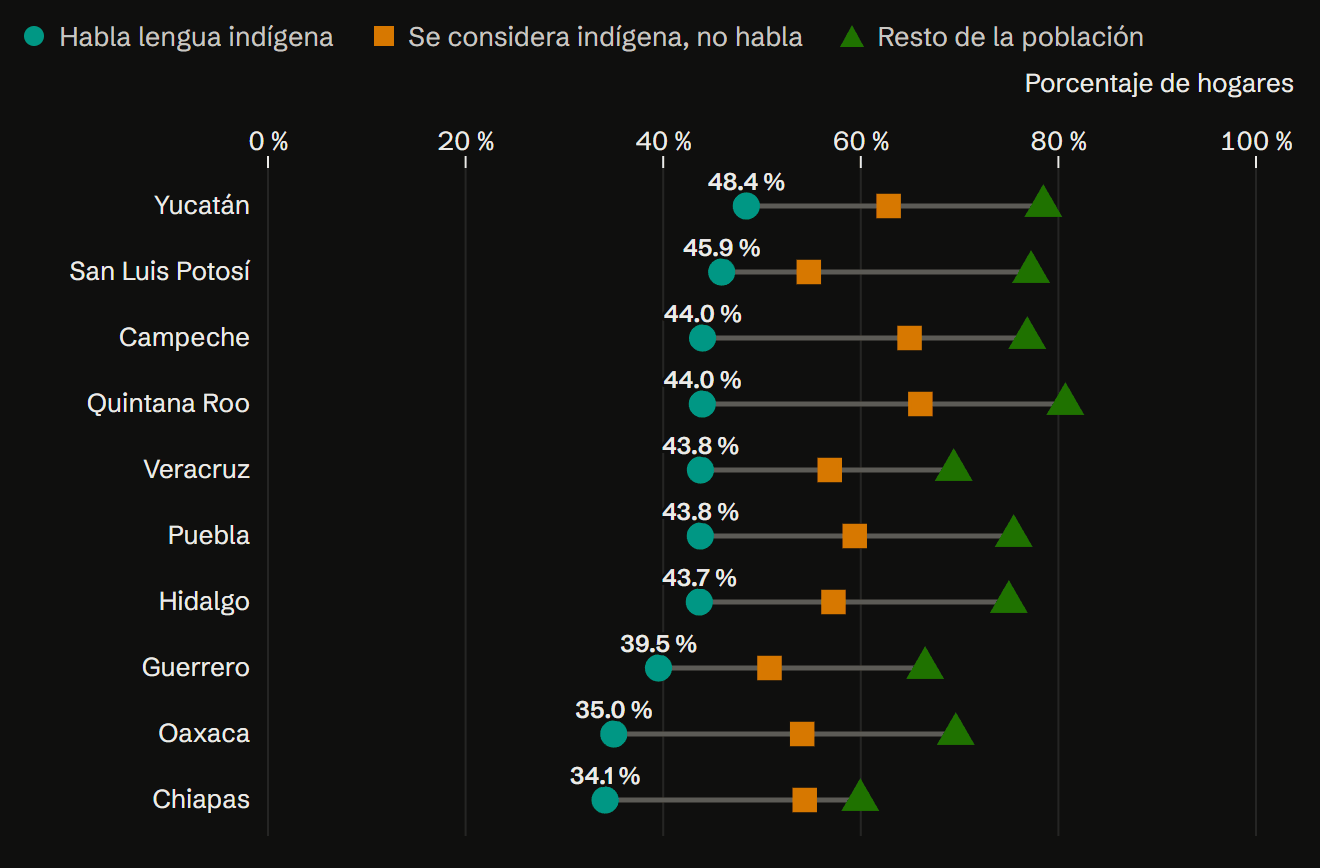 Habla lengua indígena Se considera indígena, no habla Resto de la población
Porcentaje de hogares
0 % 20 % 40 % 60 % 80 % 100 %
48.4 %
Yucatán
45.9 %
San Luis Potosí
44.0 %
Campeche
44.0 %
Quintana Roo
43.8 %
Veracruz
43.8 %
Puebla
43.7 %
Hidalgo
39.5 %
Guerrero
35.0 %
Oaxaca
34.1 %
Chiapas